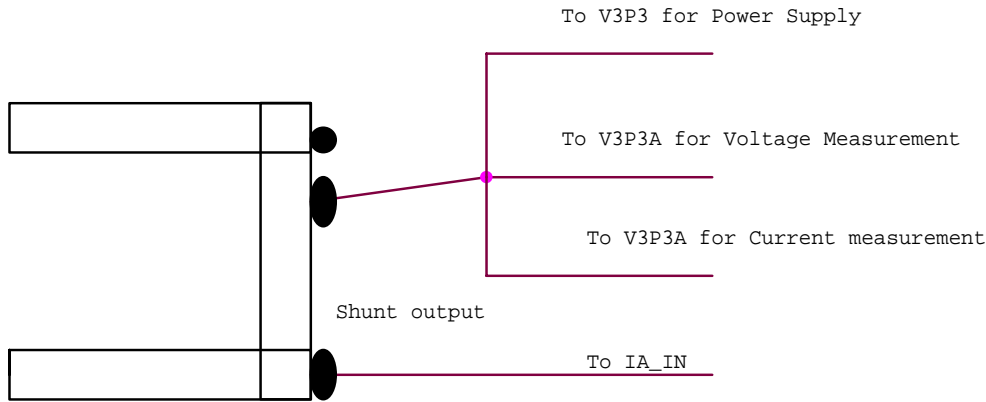 To V3P3 for Power Supply
To V3P3A for Voltage Measurement
To V3P3A for Current measurement
Shunt output
To IA_IN